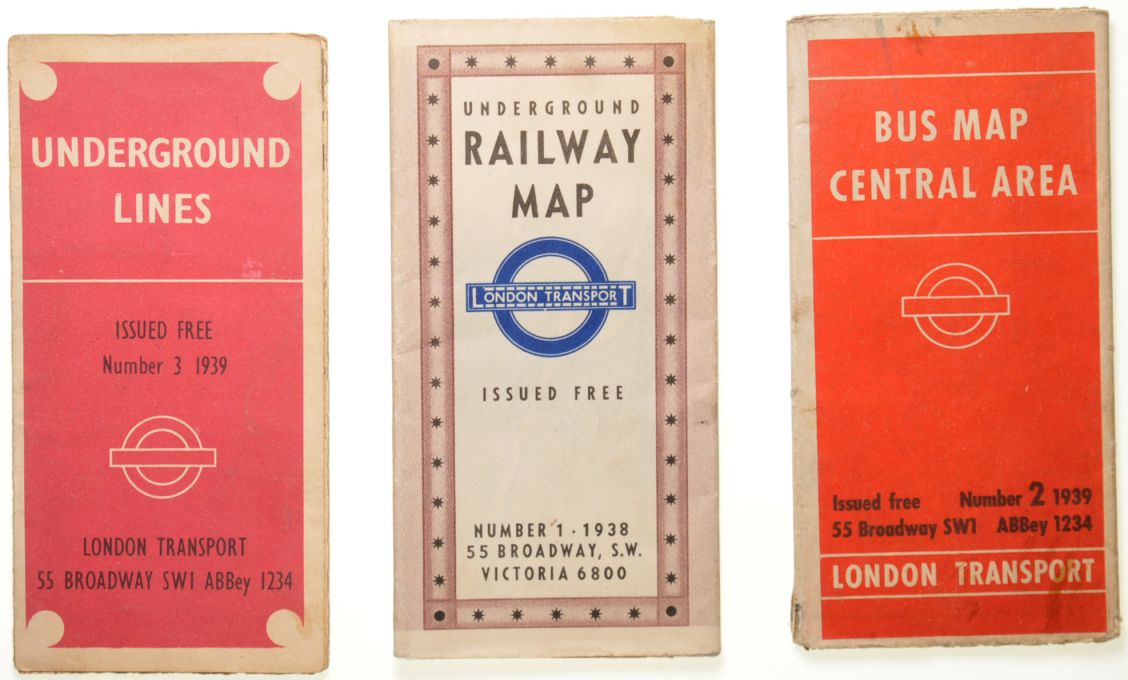 UNDERGROUND
LINES
ISSUED FREE
Number 3 1939
LONDON TRANSPORT
55 BROADWAY SW1 ABBey 1234
UNDERGROUND
RAILWAY
MAP
LONDON TRANSPORT
ISSUED FREE
NUMBER 1 · 1938
55 BROADWAY, S.W.
VICTORIA 6800
BUS MAP
CENTRAL AREA
Issued free Number 2 1939
55 Broadway SW1 ABBey 1234
LONDON TRANSPORT